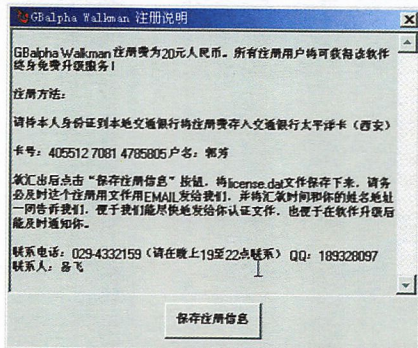 GBalpha Walkman 注册说明
GBalpha Walkman 注册费为20元人民币。所有注册用户将可获得该软件
终身免费升级服务！
注册方法：
请持本人身份证到本地交通银行将注册费存入交通银行太平洋卡（西安）
卡号：405512 7081 4785805 户名：郭芳
款汇出后点击“保存注册信息”按钮，将license.dat文件保存下来，请务
必及时这个注册用文件用EMAIL发给我们，并将汇款时间和你的姓名地址
一同告诉我们，便于我们能尽快地发给你认证文件，也便于在软件升级后
能及时通知你。
联系电话：029-4332159（请在晚上19至22点联系） QQ：189328097
联系人：吕飞
保存注册信息